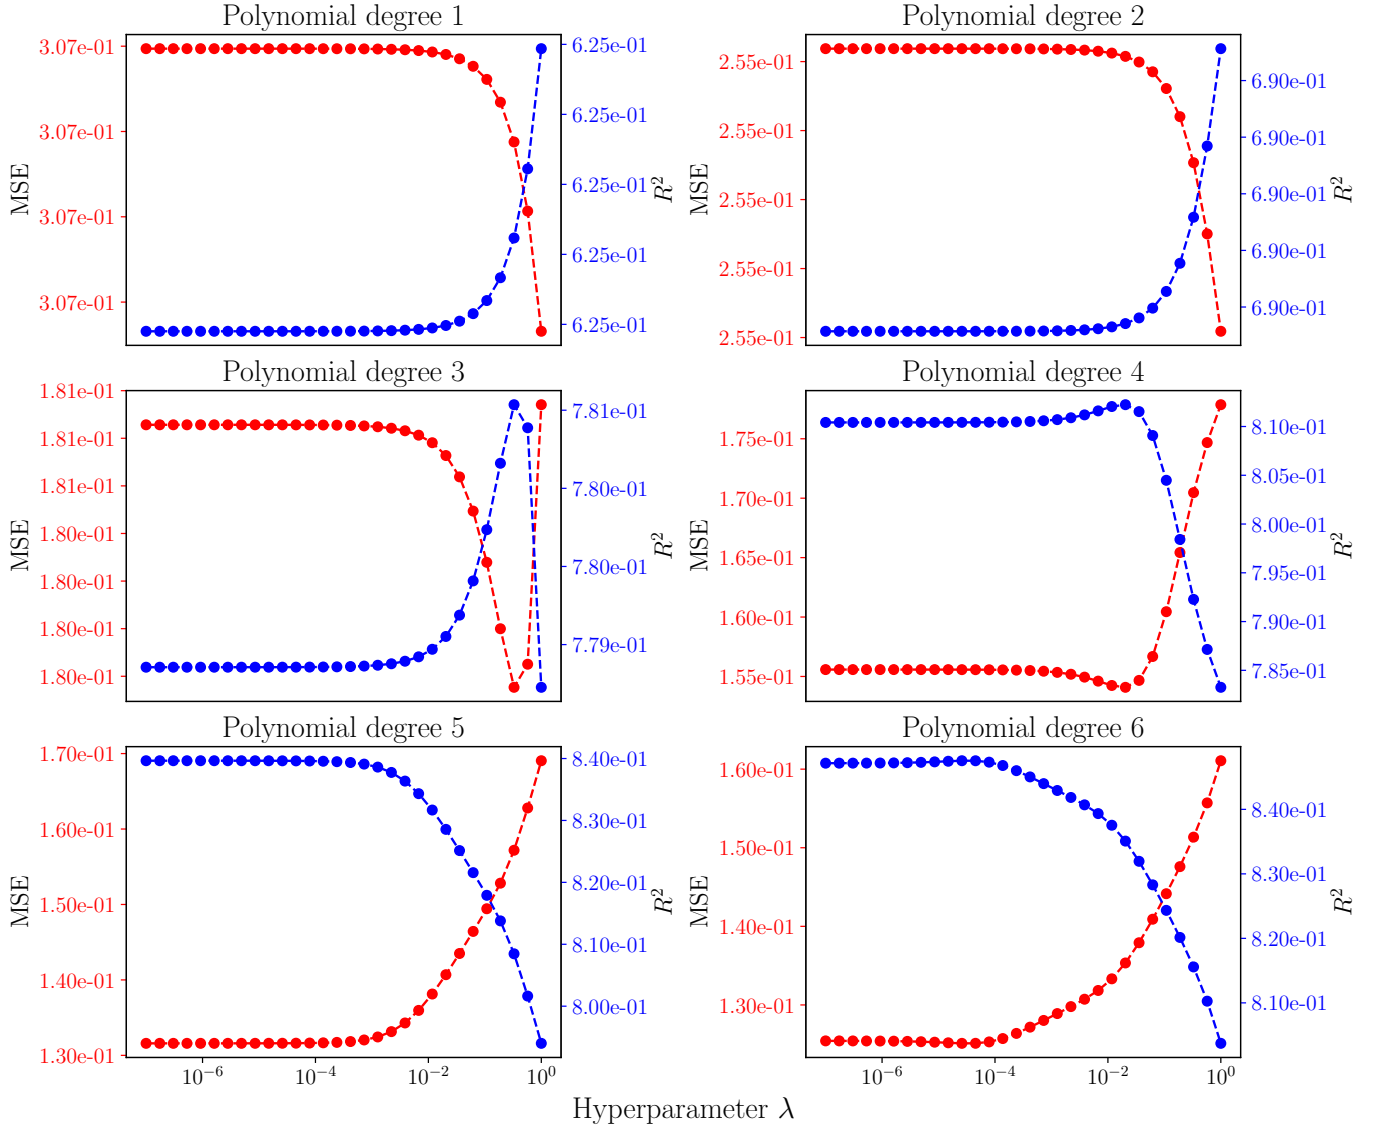 Polynomial degree 1
MSE
3.07e-01
3.07e-01
3.07e-01
3.07e-01
6.25e-01
6.25e-01
6.25e-01
6.25e-01
6.25e-01
R²
Polynomial degree 2
MSE
2.55e-01
2.55e-01
2.55e-01
2.55e-01
2.55e-01
6.90e-01
6.90e-01
6.90e-01
6.90e-01
6.90e-01
R²
Polynomial degree 3
MSE
1.81e-01
1.81e-01
1.81e-01
1.80e-01
1.80e-01
1.80e-01
1.80e-01
7.81e-01
7.80e-01
7.80e-01
7.79e-01
R²
Polynomial degree 4
MSE
1.75e-01
1.70e-01
1.65e-01
1.60e-01
1.55e-01
8.10e-01
8.05e-01
8.00e-01
7.95e-01
7.90e-01
7.85e-01
R²
Polynomial degree 5
MSE
1.70e-01
1.60e-01
1.50e-01
1.40e-01
1.30e-01
8.40e-01
8.30e-01
8.20e-01
8.10e-01
8.00e-01
R²
10⁻⁶ 10⁻⁴ 10⁻² 10⁰
Polynomial degree 6
MSE
1.60e-01
1.50e-01
1.40e-01
1.30e-01
8.40e-01
8.30e-01
8.20e-01
8.10e-01
R²
10⁻⁶ 10⁻⁴ 10⁻² 10⁰
Hyperparameter λ